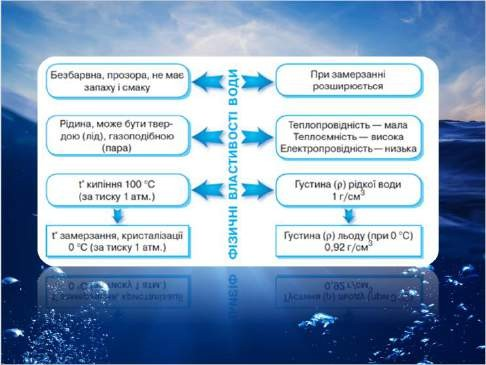 Безбарвна, прозора, не має
запаху і смаку
При замерзанні
розширюється
Рідина, може бути твер-
дою (лід), газоподібною
(пара)
Теплопровідність — мала
Теплоємність — висока
Електропровідність — низька
t° кипіння 100 °C
(за тиску 1 атм.)
Густина (ρ) рідкої води
1 г/см³
t° замерзання, кристалізації
0 °C (за тиску 1 атм.)
Густина (ρ) льоду (при 0 °C)
0,92 г/см³
ФІЗИЧНІ ВЛАСТИВОСТІ ВОДИ